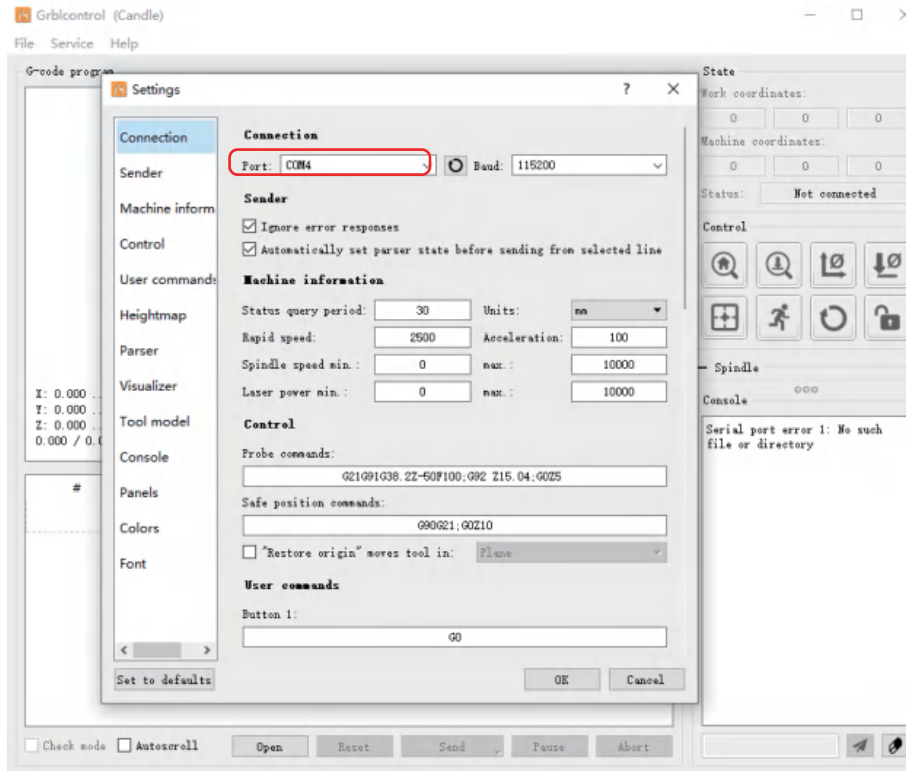 Grblcontrol (Candle)
File Service Help
G-code program
State
Settings
?
Work coordinates:
0 0 0
Machine coordinates:
0 0 0
Status: Not connected
Control
Connection
Sender
Machine inform
Control
User commands
Heightmap
Parser
Visualizer
Tool model
Console
Panels
Colors
Font
Set to defaults
Connection
Port: COM4 Baud: 115200
Sender
Ignore error responses
Automatically set parser state before sending from selected line
Machine information
Status query period: 30 Units: mm
Rapid speed: 2500 Acceleration: 100
Spindle speed min.: 0 max.: 10000
Laser power min.: 0 max.: 10000
Control
Probe commands:
G21G91G38.2Z-50F100;G92 Z15.04;G0Z5
Safe position commands:
G90G21;G0Z10
"Restore origin" moves tool in: Plane
User commands
Button 1:
G0
OK Cancel
X: 0.000 ..
Y: 0.000 ..
Z: 0.000 ..
0.000 / 0.0
#
Spindle
Console
Serial port error 1: No such
file or directory
Check mode Autoscroll Open Reset Send Pause Abort